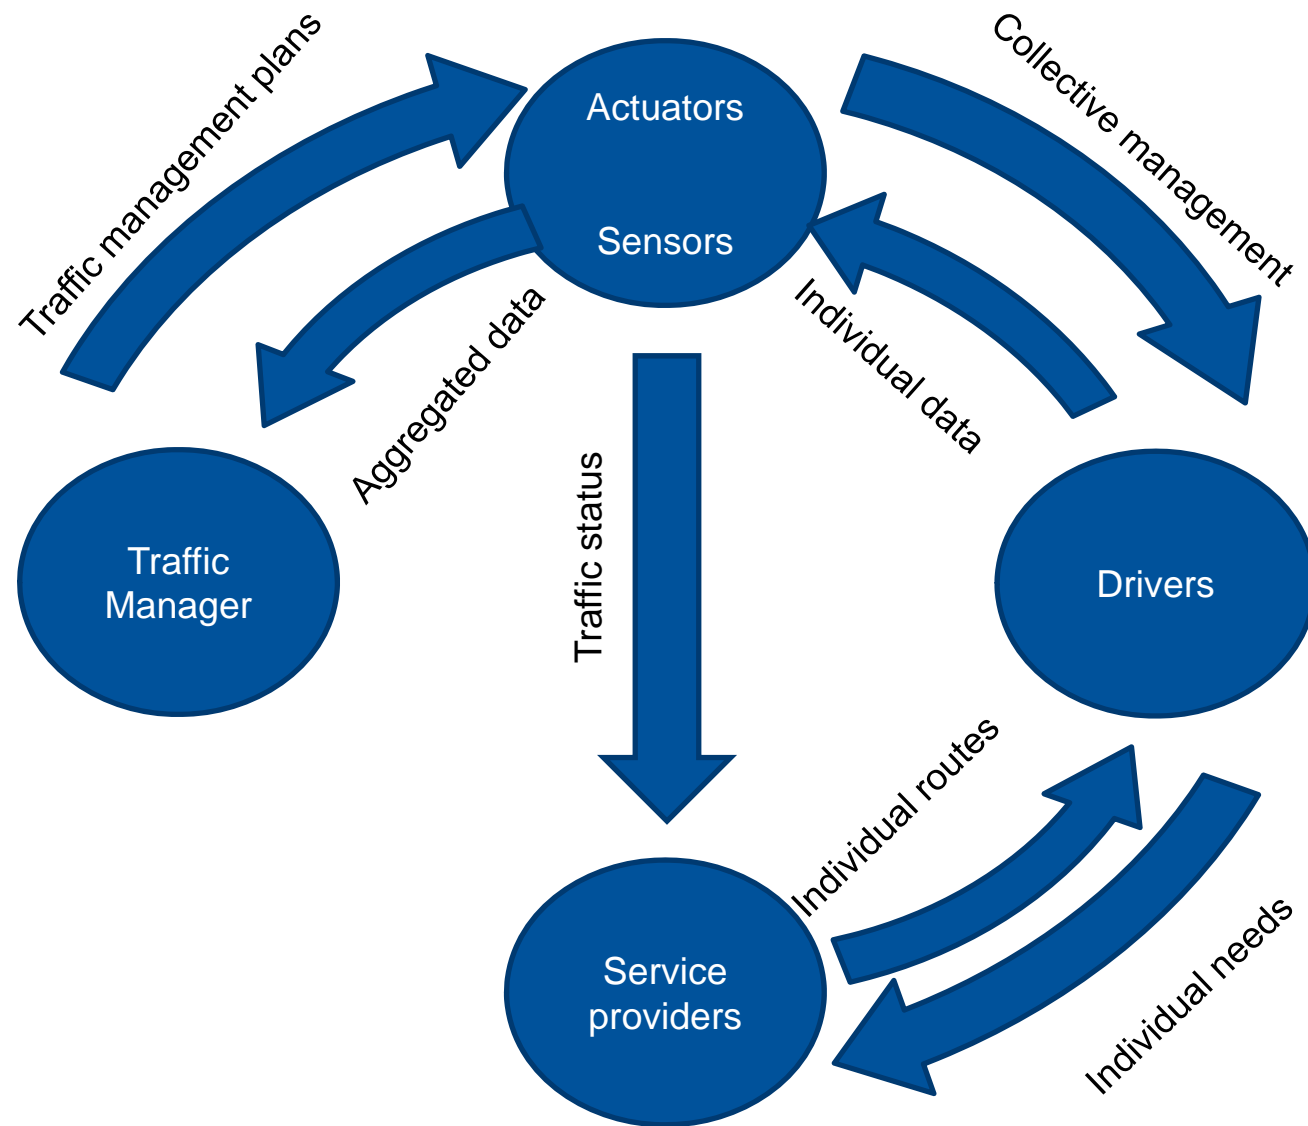 Traffic management plans
Actuators
Sensors
Collective management
Aggregated data
Individual data
Traffic status
Traffic
Manager
Drivers
Individual routes
Service
providers
Individual needs